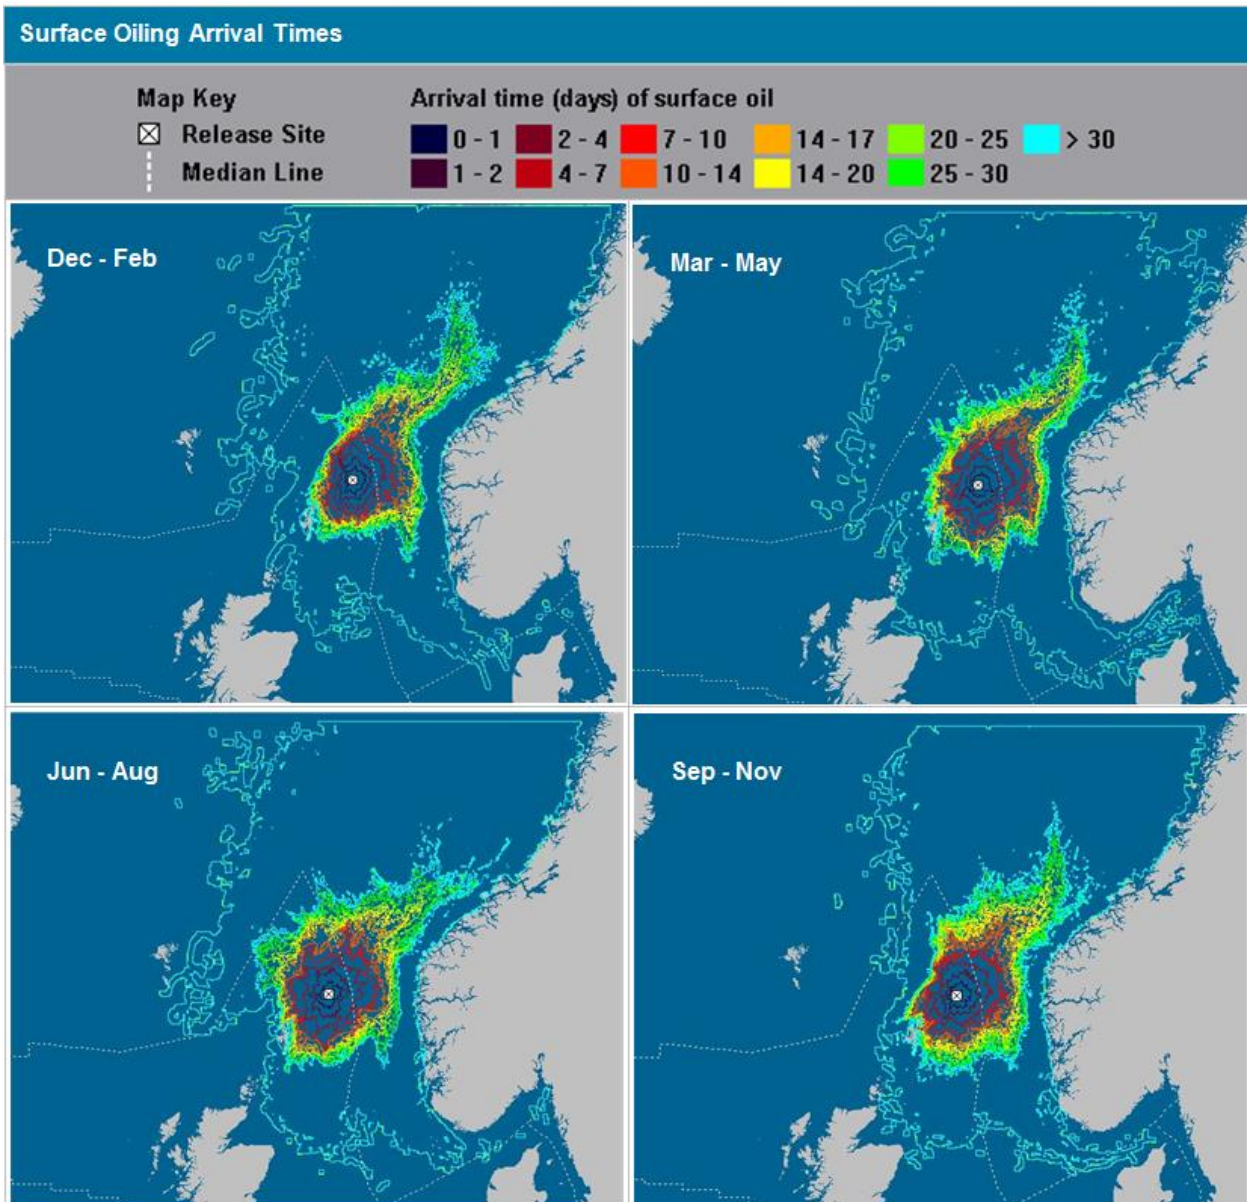 Surface Oiling Arrival Times
Map Key
Arrival time (days) of surface oil
Release Site
0 - 1
2 - 4
7 - 10
14 - 17
20 - 25
> 30
Median Line
1 - 2
4 - 7
10 - 14
14 - 20
25 - 30
Dec - Feb
Mar - May
Jun - Aug
Sep - Nov